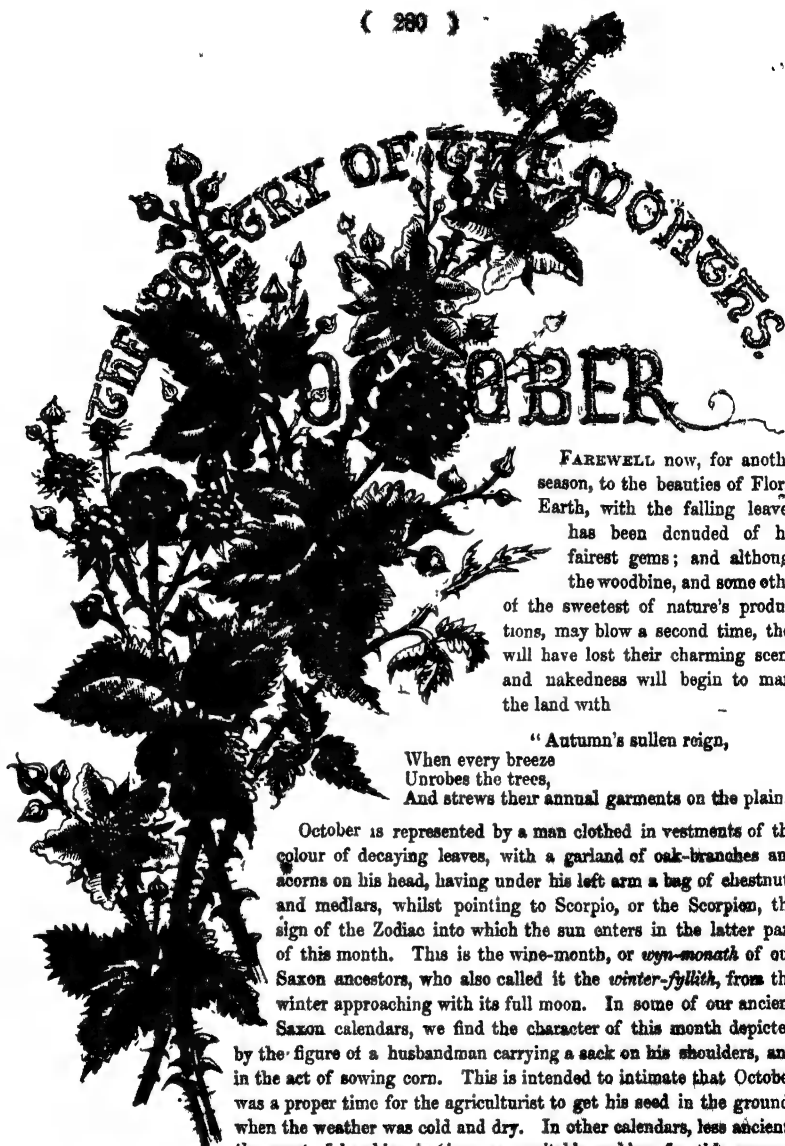 ( 280 )
THE POETRY OF THE MONTHS.
OCTOBER
FAREWELL now, for anoth
season, to the beauties of Flor
Earth, with the falling leave
has been denuded of h
fairest gems; and althoug
the woodbine, and some oth
of the sweetest of nature's produ
tions, may blow a second time, the
will have lost their charming scen
and nakedness will begin to mar
the land with
"Autumn's sullen reign,
When every breeze
Unrobes the trees,
And strews their annual garments on the plain
October is represented by a man clothed in vestments of th
colour of decaying leaves, with a garland of oak-branches an
acorns on his head, having under his left arm a bag of chestnut
and medlars, whilst pointing to Scorpio, or the Scorpion, th
sign of the Zodiac into which the sun enters in the latter par
of this month. This is the wine-month, or wyn-monath of ou
Saxon ancestors, who also called it the winter-fyllith, from th
winter approaching with its full moon. In some of our ancien
Saxon calendars, we find the character of this month depicte
by the figure of a husbandman carrying a sack on his shoulders, an
in the act of sowing corn. This is intended to intimate that Octobe
was a proper time for the agriculturist to get his seed in the ground
when the weather was cold and dry. In other calendars, less ancient